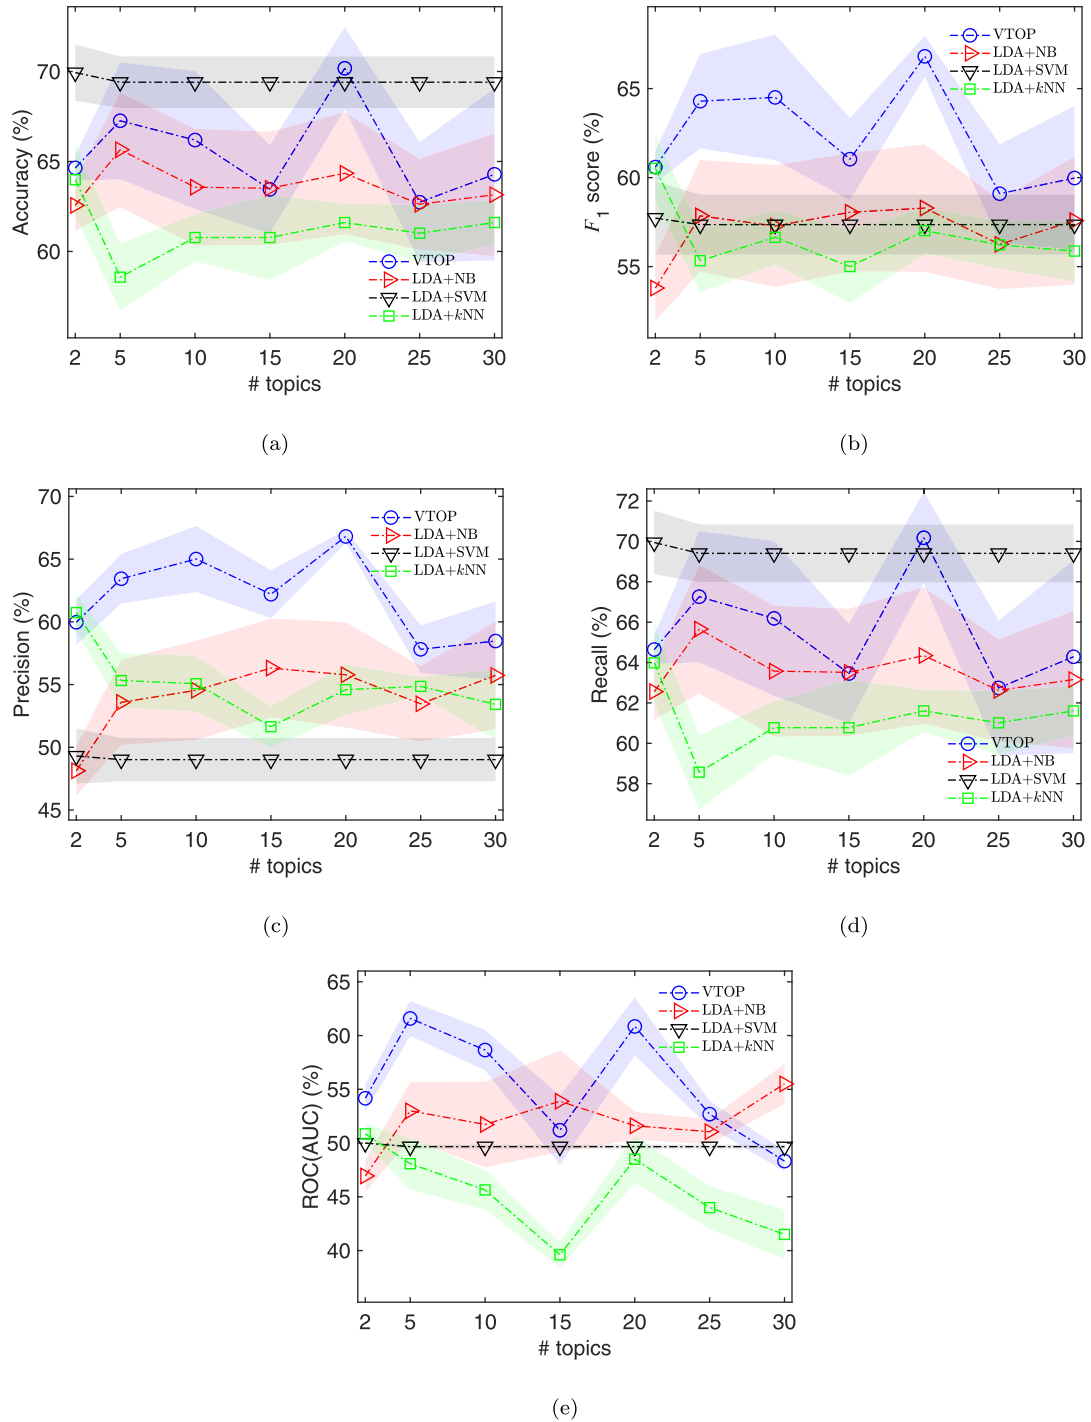 70
65
60
Accuracy (%)
VTOP
LDA+NB
LDA+SVM
LDA+kNN
2 5 10 15 20 25 30
# topics
(a)
65
60
55
F1 score (%)
VTOP
LDA+NB
LDA+SVM
LDA+kNN
2 5 10 15 20 25 30
# topics
(b)
70
65
60
55
50
45
Precision (%)
VTOP
LDA+NB
LDA+SVM
LDA+kNN
2 5 10 15 20 25 30
# topics
(c)
72
70
68
66
64
62
60
58
Recall (%)
VTOP
LDA+NB
LDA+SVM
LDA+kNN
2 5 10 15 20 25 30
# topics
(d)
65
60
55
50
45
40
ROC(AUC) (%)
VTOP
LDA+NB
LDA+SVM
LDA+kNN
2 5 10 15 20 25 30
# topics
(e)